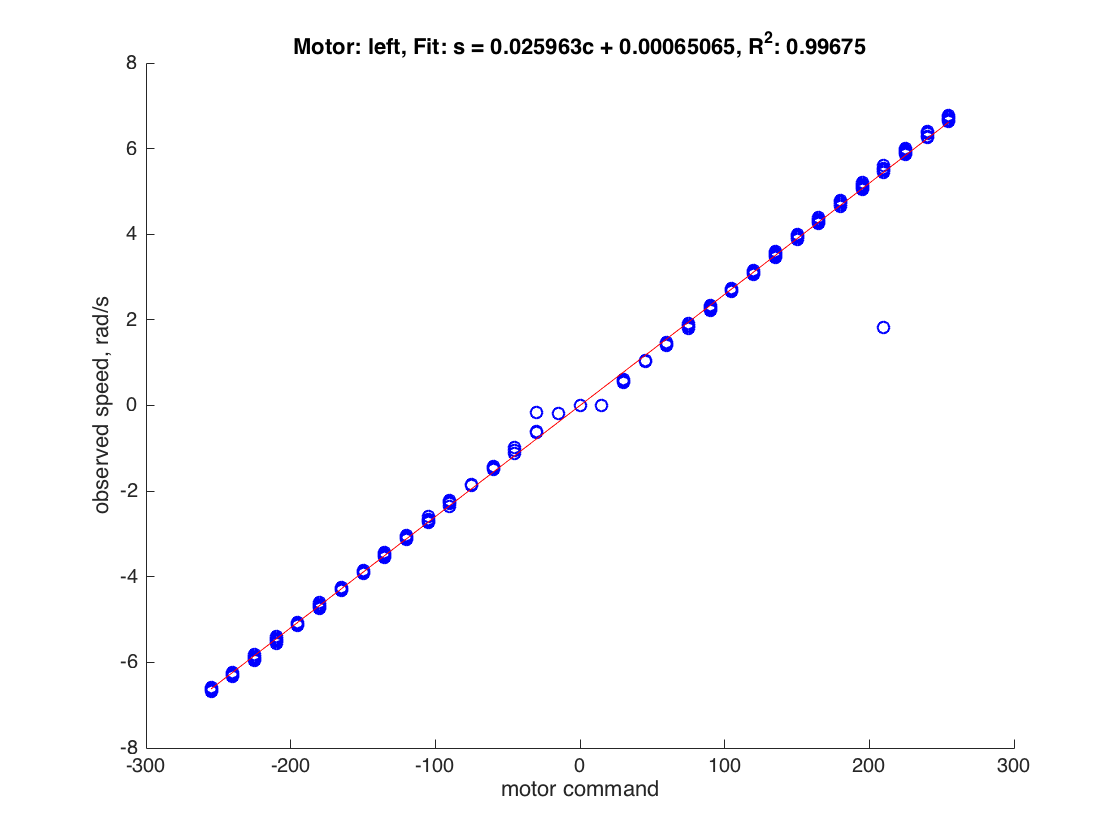 Motor: left, Fit: s = 0.025963c + 0.00065065, R2: 0.99675
8
6
4
2
0
-2
-4
-6
-8
observed speed, rad/s
-300 -200 -100 0 100 200 300
motor command